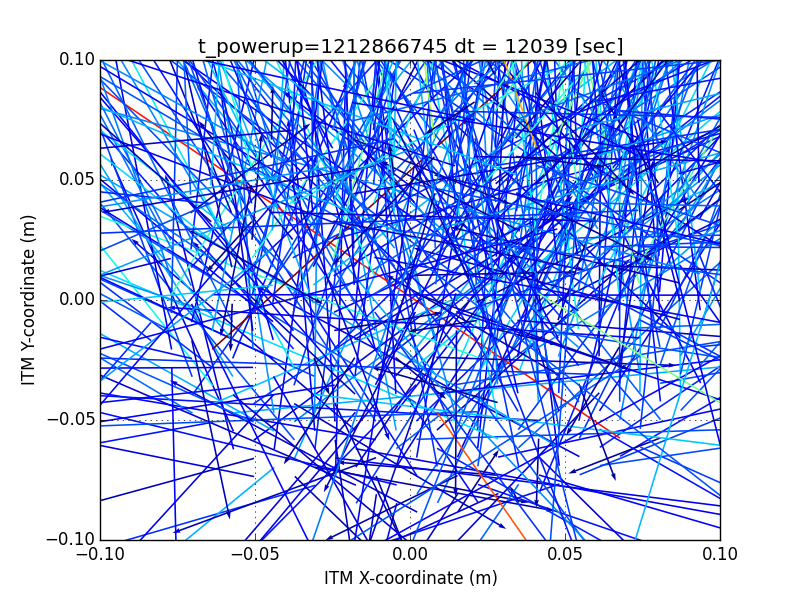 t_powerup=1212866745 dt = 12039 [sec]
0.10
0.05
0.00
−0.05
−0.10
ITM Y-coordinate (m)
−0.10 −0.05 0.00 0.05 0.10
ITM X-coordinate (m)